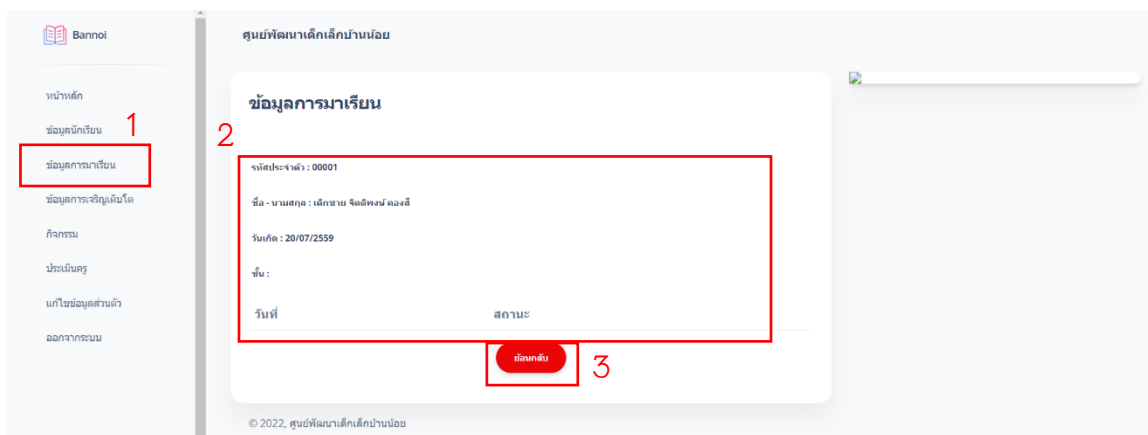 Bannoi
ศูนย์พัฒนาเด็กเล็กบ้านน้อย
หน้าหลัก
ข้อมูลนักเรียน
1
ข้อมูลการมาเรียน
ข้อมูลการเจริญเติบโต
กิจกรรม
ประเมินครู
แก้ไขข้อมูลส่วนตัว
ออกจากระบบ
ข้อมูลการมาเรียน
2
รหัสประจำตัว : 00001
ชื่อ - นามสกุล : เด็กชาย จิตติพงษ์ คองสี
วันเกิด : 20/07/2559
ชั้น :
วันที่ สถานะ
ย้อนกลับ
3
© 2022, ศูนย์พัฒนาเด็กเล็กบ้านน้อย